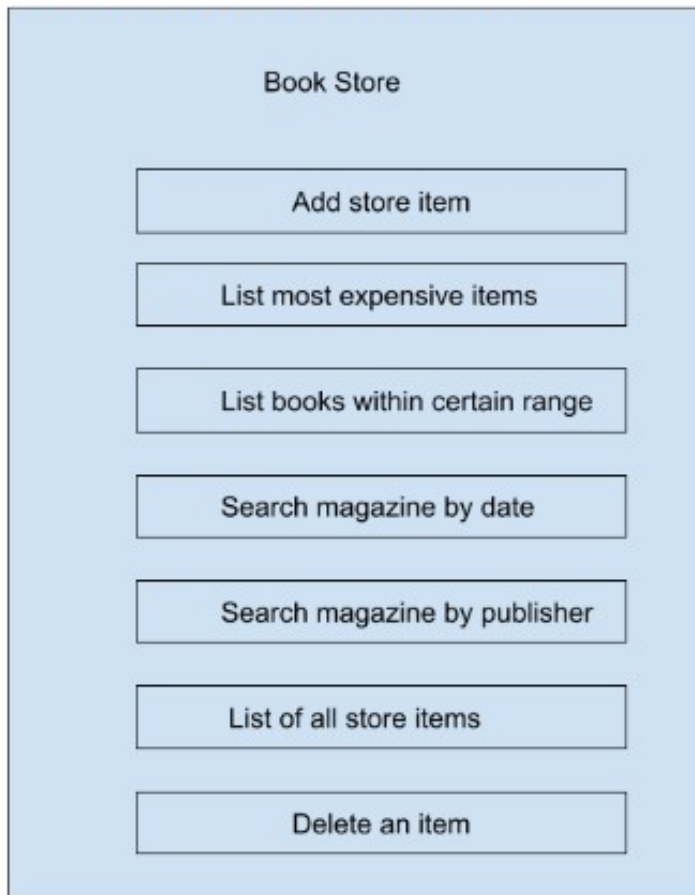 Book Store
Add store item
List most expensive items
List books within certain range
Search magazine by date
Search magazine by publisher
List of all store items
Delete an item